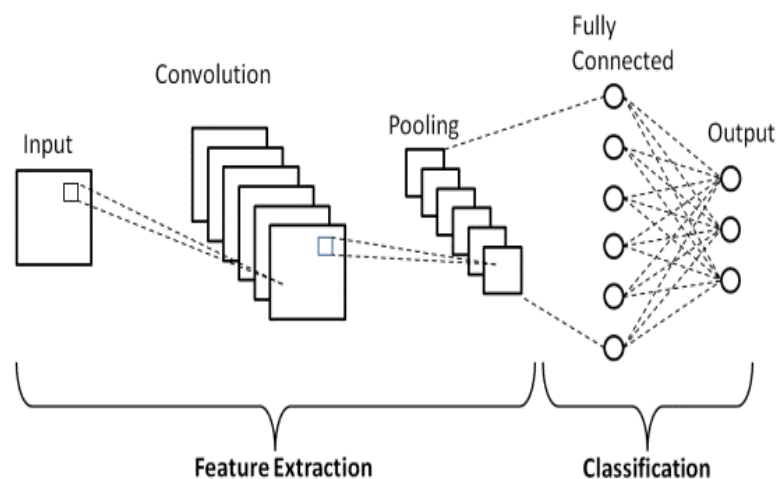 Input
Convolution
Pooling
Fully
Connected
Output
Feature Extraction
Classification